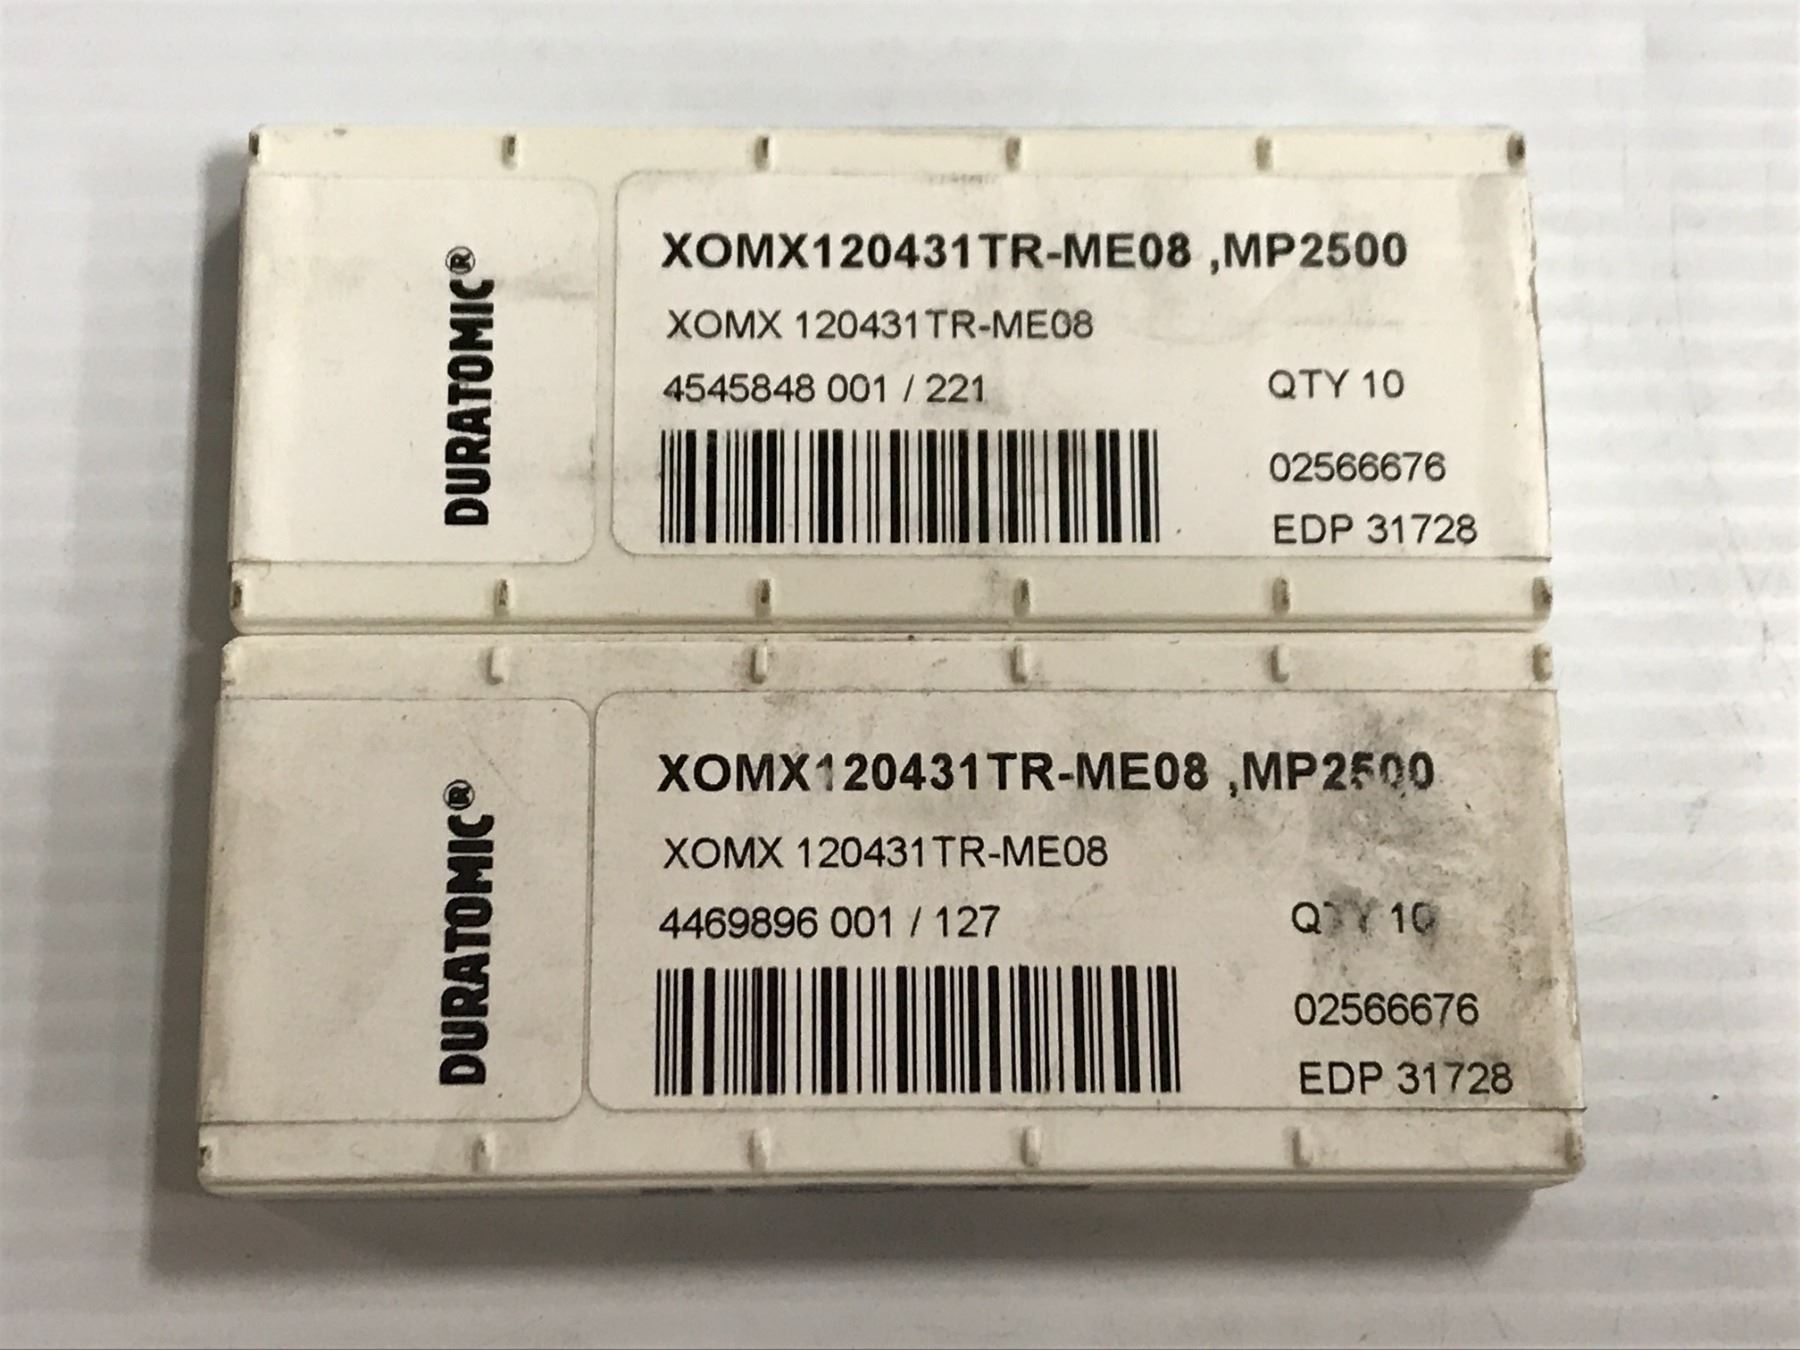 DURATOMIC®
XOMX120431TR-ME08 ,MP2500
XOMX 120431TR-ME08
4545848 001 / 221
QTY 10
02566676
EDP 31728
DURATOMIC®
XOMX120431TR-ME08 ,MP2500
XOMX 120431TR-ME08
4469896 001 / 127
QTY 10
02566676
EDP 31728